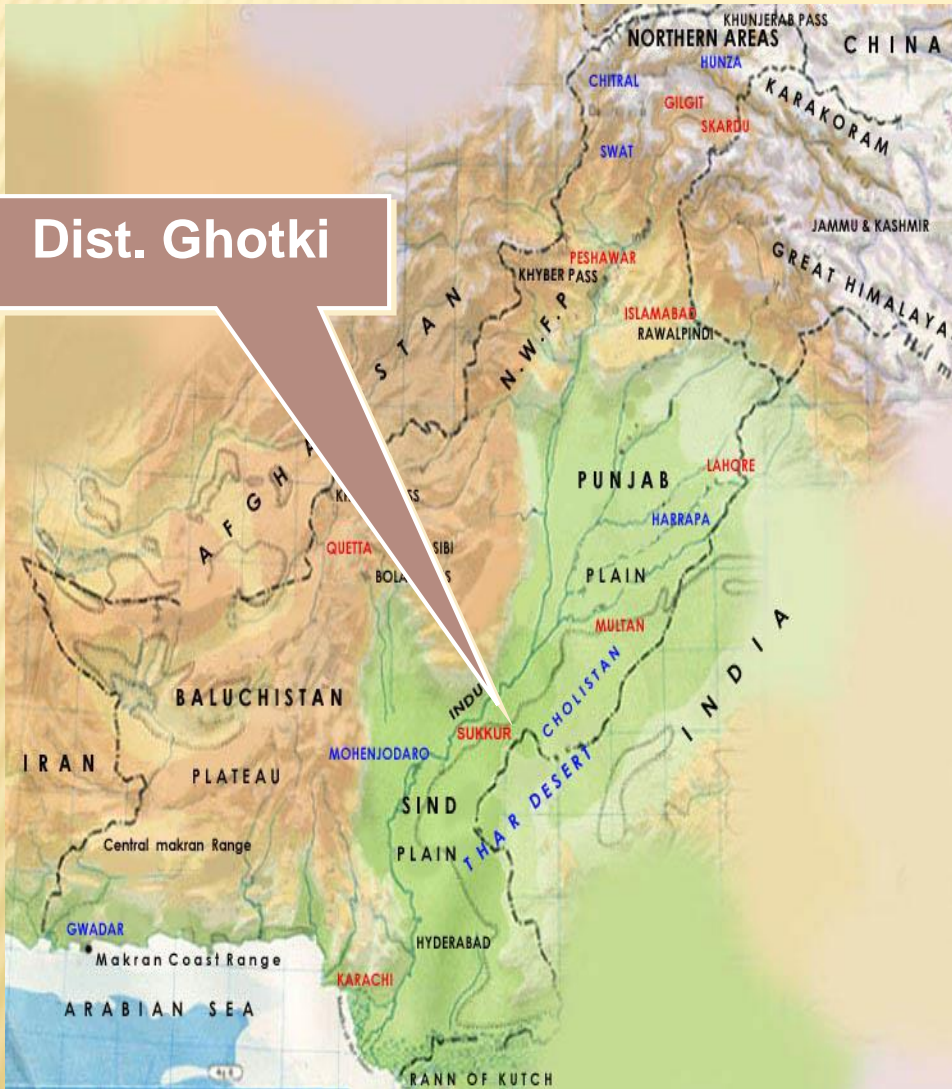 KHUNJERAB PASS
NORTHERN AREAS
CHINA
HUNZA
CHITRAL
GILGIT
SKARDU
KARAKORAM
SWAT
JAMMU & KASHMIR
Dist. Ghotki
PESHAWAR
KHYBER PASS
GREAT HIMALAYA
ISLAMABAD
RAWALPINDI
N.W.F.P
STAN
AFGH
PUNJAB
LAHORE
HARRAPA
QUETTA
SIBI
PLAIN
MULTAN
INDIA
CHOLISTAN
BALUCHISTAN
INDU
SUKKUR
MOHENJODARO
IRAN
PLATEAU
THAR DESERT
SIND
PLAIN
Central makran Range
GWADAR
HYDERABAD
Makran Coast Range
KARACHI
ARABIAN SEA
RANN OF KUTCH